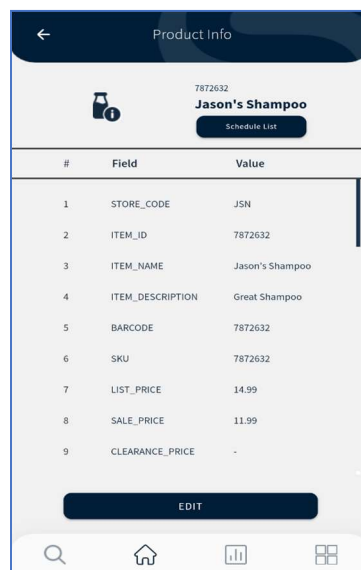 Product Info
7872632
Jason's Shampoo
Schedule List
# Field Value
1 STORE_CODE JSN
2 ITEM_ID 7872632
3 ITEM_NAME Jason's Shampoo
4 ITEM_DESCRIPTION Great Shampoo
5 BARCODE 7872632
6 SKU 7872632
7 LIST_PRICE 14.99
8 SALE_PRICE 11.99
9 CLEARANCE_PRICE -
EDIT